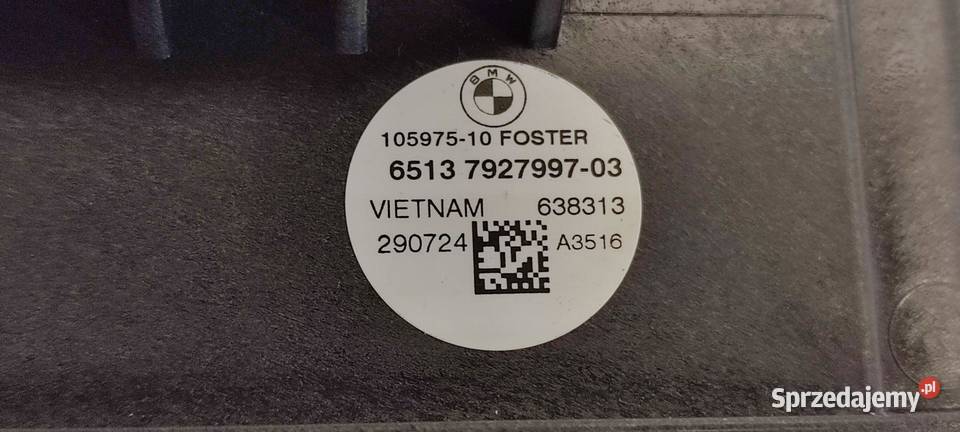 BMW
105975-10 FOSTER
6513 7927997-03
VIETNAM 638313
290724 A3516
Sprzedajemy.pl